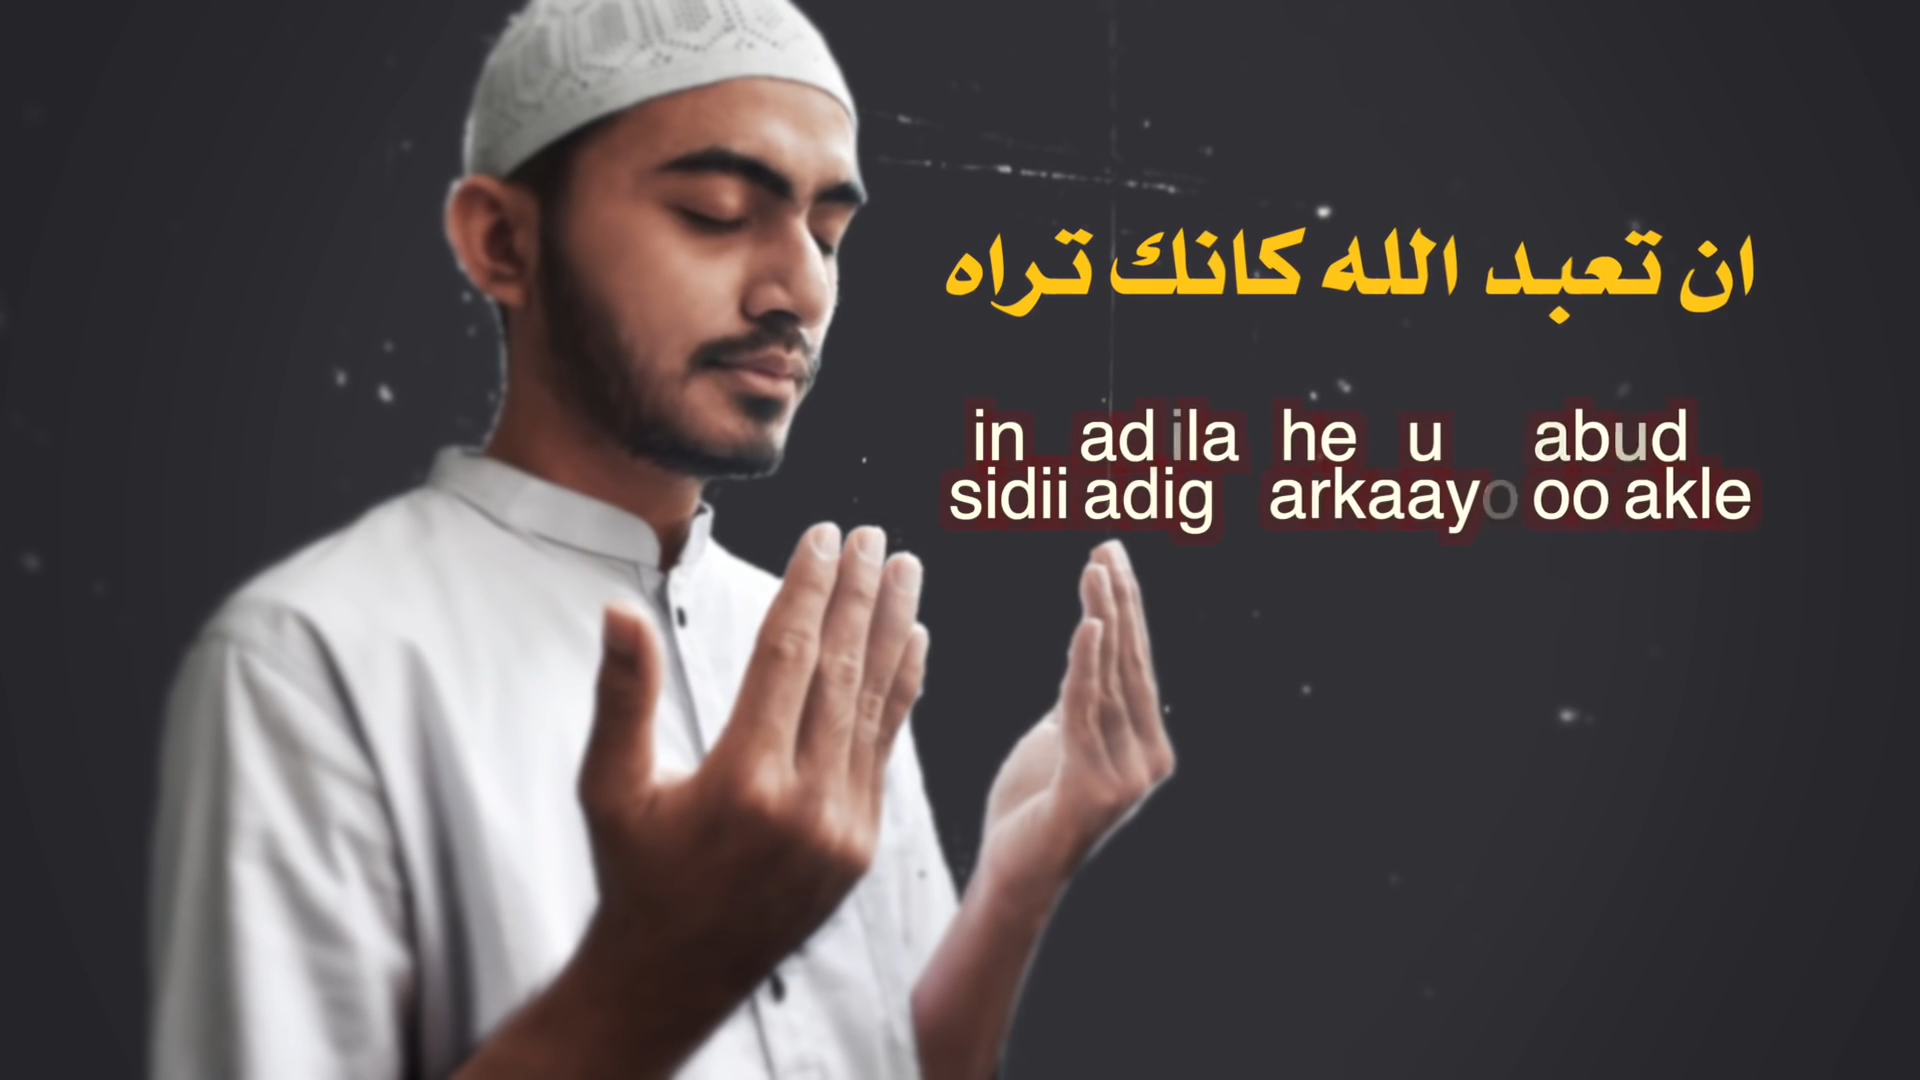 ان تعبد الله كانك تراه
in ad ila he u abud
sidii adig arkaayo oo akle